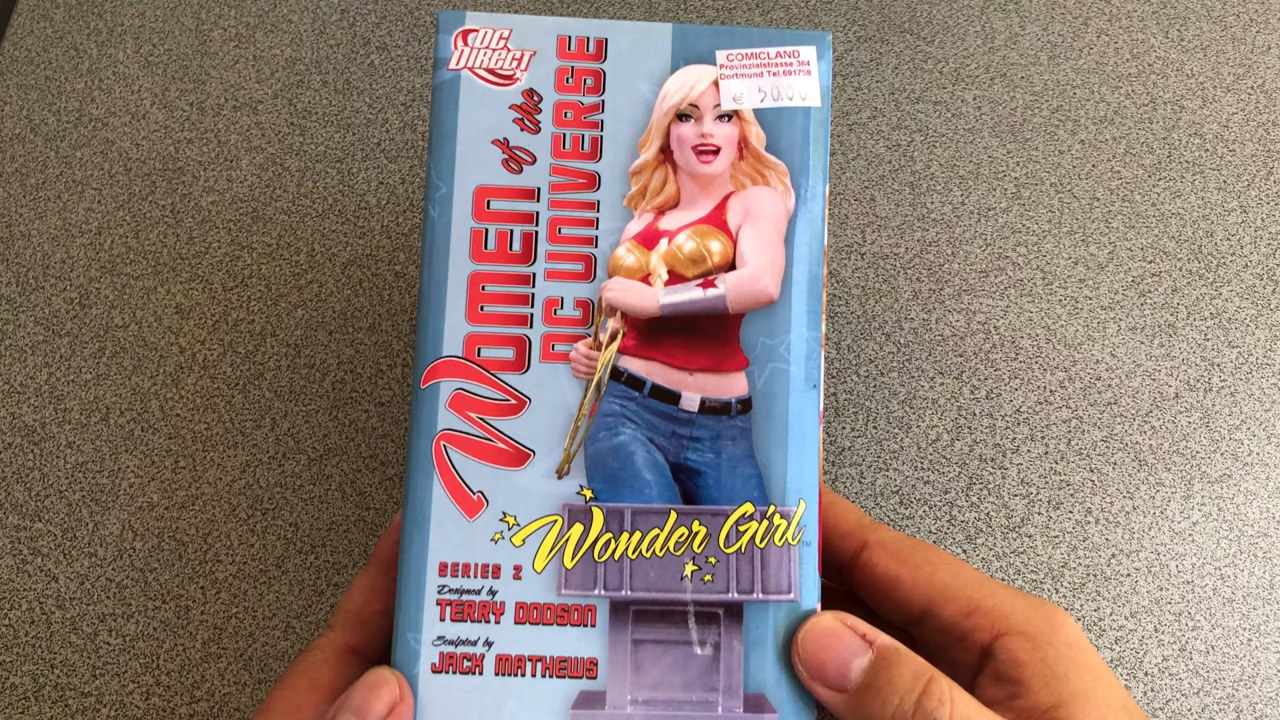 DC
DIRECT
WOMEN of the
DC UNIVERSE
COMICLAND
Provinzialstrasse 364
Dortmund Tel.691758
€ 50.00
Wonder Girl™
SERIES 2
Designed by
TERRY DODSON
Sculpted by
JACK MATHEWS